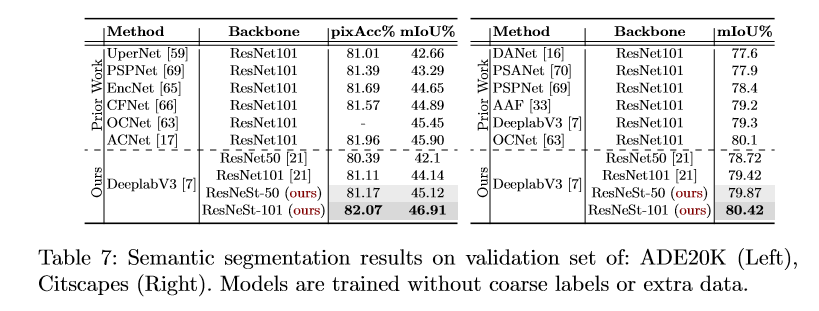 Method Backbone pixAcc% mIoU%
Prior Work
UperNet [59] ResNet101 81.01 42.66
PSPNet [69] ResNet101 81.39 43.29
EncNet [65] ResNet101 81.69 44.65
CFNet [66] ResNet101 81.57 44.89
OCNet [63] ResNet101 - 45.45
ACNet [17] ResNet101 81.96 45.90
Ours
DeeplabV3 [7]
ResNet50 [21] 80.39 42.1
ResNet101 [21] 81.11 44.14
ResNeSt-50 (ours) 81.17 45.12
ResNeSt-101 (ours) 82.07 46.91
Method Backbone mIoU%
Prior Work
DANet [16] ResNet101 77.6
PSANet [70] ResNet101 77.9
PSPNet [69] ResNet101 78.4
AAF [33] ResNet101 79.2
DeeplabV3 [7] ResNet101 79.3
OCNet [63] ResNet101 80.1
Ours
DeeplabV3 [7]
ResNet50 [21] 78.72
ResNet101 [21] 79.42
ResNeSt-50 (ours) 79.87
ResNeSt-101 (ours) 80.42
Table 7: Semantic segmentation results on validation set of: ADE20K (Left),
Citscapes (Right). Models are trained without coarse labels or extra data.